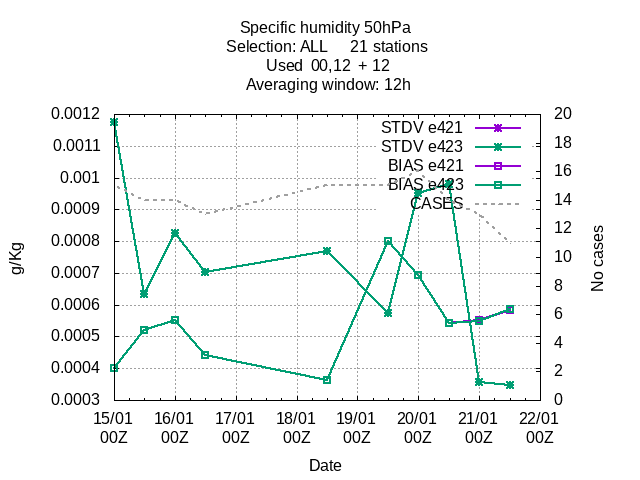 Specific humidity 50hPa
Selection: ALL     21 stations
Used  00,12  + 12
Averaging window: 12h
0.0012
0.0011
0.001
0.0009
0.0008
0.0007
0.0006
0.0005
0.0004
0.0003
g/Kg
STDV e421
STDV e423
BIAS e421
BIAS e423
CASES
20
18
16
14
12
10
8
6
4
2
0
No cases
15/01 16/01 17/01 18/01 19/01 20/01 21/01 22/01
00Z 00Z 00Z 00Z 00Z 00Z 00Z 00Z
Date